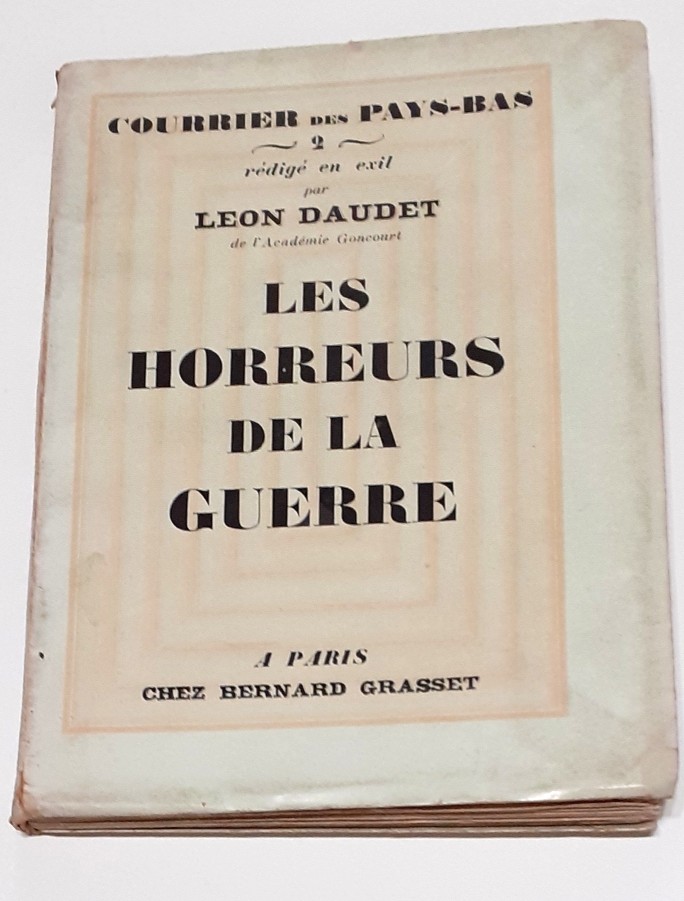 COURRIER DES PAYS-BAS
2
rédigé en exil
par
LEON DAUDET
de l'Académie Goncourt
LES
HORREURS
DE LA
GUERRE
A PARIS
CHEZ BERNARD GRASSET